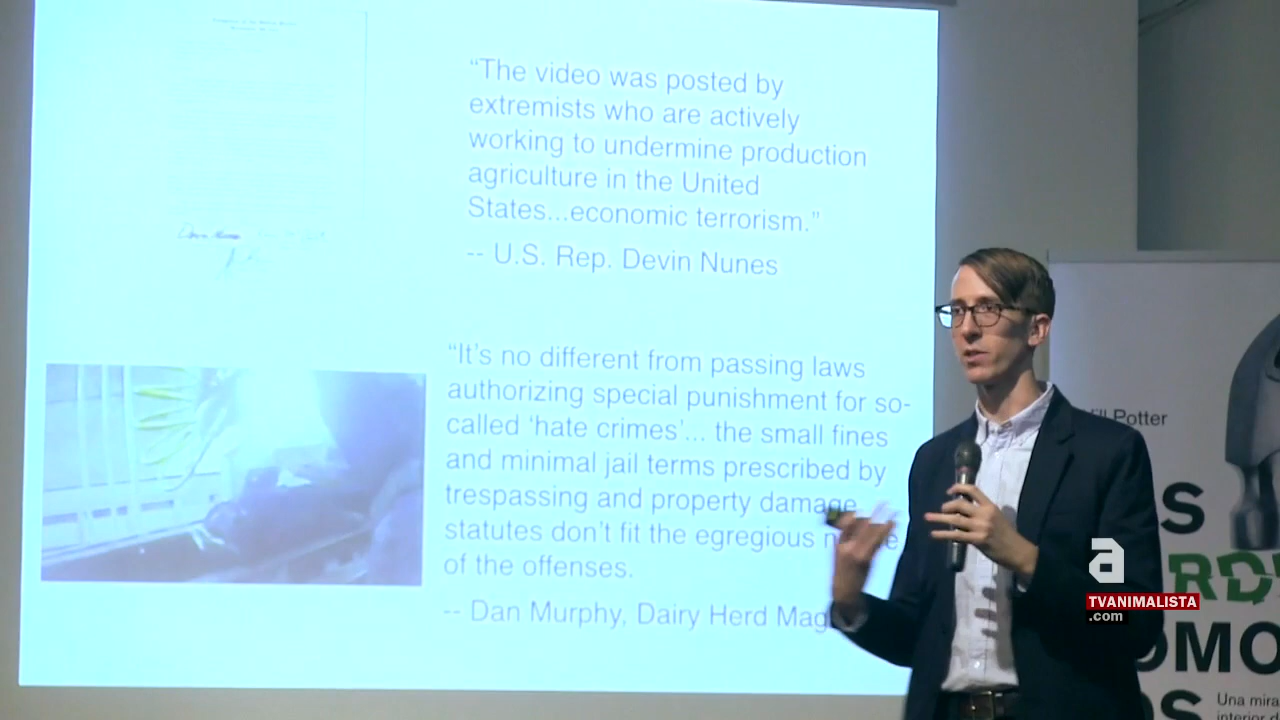 “The video was posted by
extremists who are actively
working to undermine production
agriculture in the United
States...economic terrorism.”
-- U.S. Rep. Devin Nunes
“It’s no different from passing laws
authorizing special punishment for so-
called ‘hate crimes’... the small fines
and minimal jail terms prescribed by
trespassing and property damage
statutes don’t fit the egregious
of the offenses.
-- Dan Murphy, Dairy Herd
Potter
a
TVANIMALISTA
.com
Una
interior